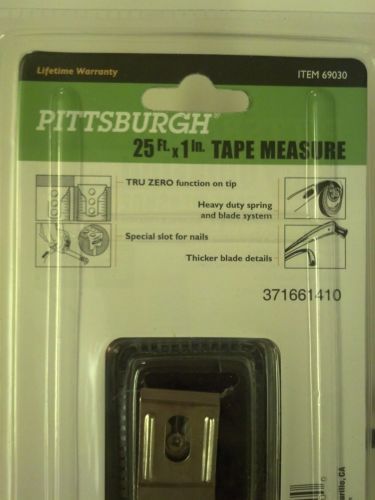 Lifetime Warranty
ITEM 69030
PITTSBURGH®
25 Ft. x 1 In. TAPE MEASURE
TRU ZERO function on tip
Heavy duty spring
and blade system
Special slot for nails
Thicker blade details
371661410
CA